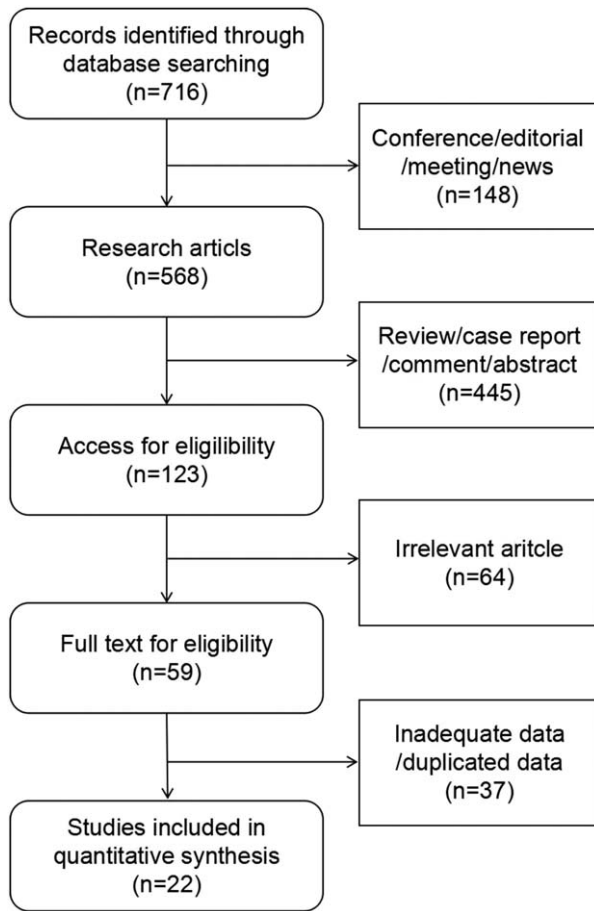 Records identified through
database searching
(n=716)
Conference/editorial
/meeting/news
(n=148)
Research articls
(n=568)
Review/case report
/comment/abstract
(n=445)
Access for eligilibility
(n=123)
Irrelevant aritcle
(n=64)
Full text for eligibility
(n=59)
Inadequate data
/duplicated data
(n=37)
Studies included in
quantitative synthesis
(n=22)